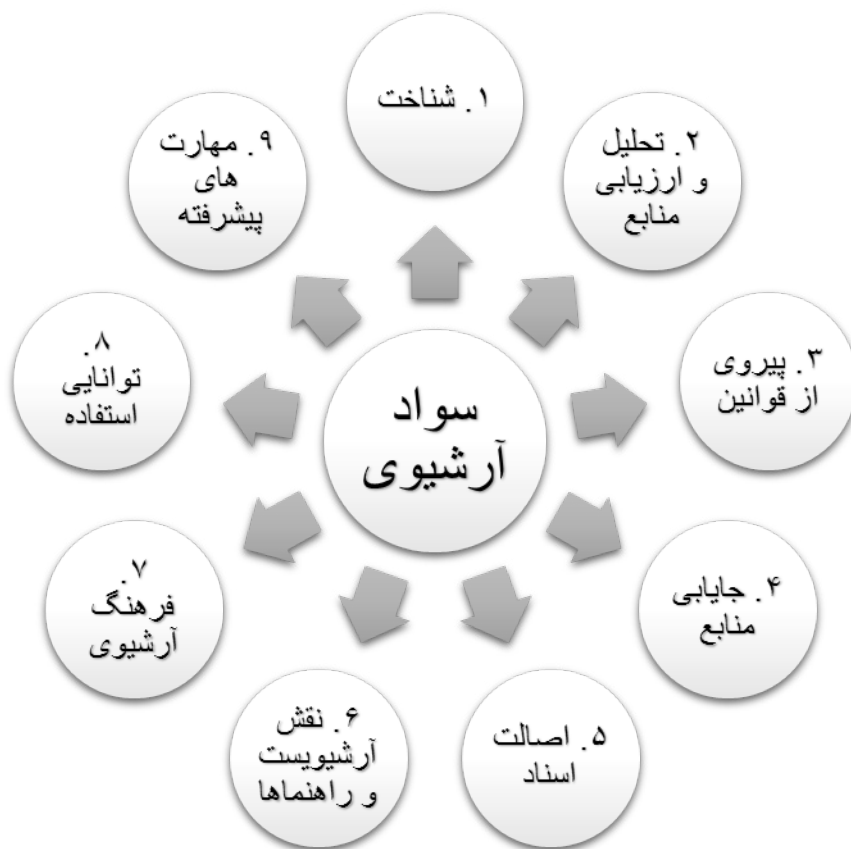 سواد
آرشیوی
۱. شناخت
۲. تحلیل
و ارزیابی
منابع
۳. پیروی
از قوانین
۴. جایابی
منابع
۵. اصالت
اسناد
۶. نقش
آرشیویست
و راهنماها
۷.
فرهنگ
آرشیوی
۸.
توانایی
استفاده
۹. مهارت
های
پیشرفته